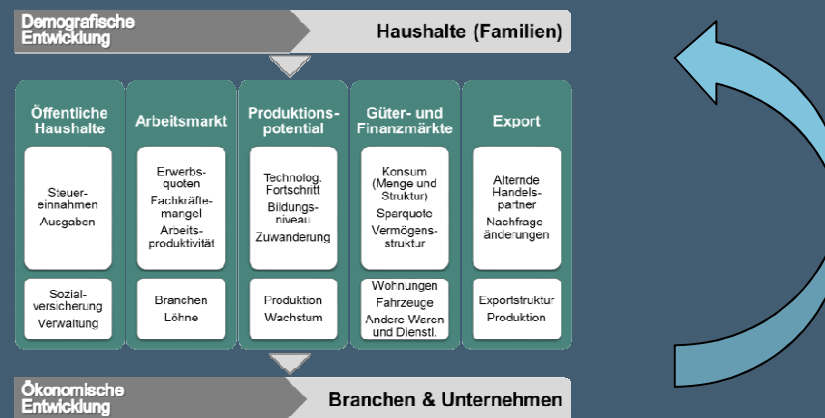 Demografische
Entwicklung
Haushalte (Familien)
Öffentliche
Haushalte
Steuer-
einnahmen
Ausgaben
Sozial-
versicherung
Verwaltung
Arbeitsmarkt
Erwerbs-
quoten
Fachkräfte-
mangel
Arbeits-
produktivität
Branchen
Löhne
Produktions-
potential
Technolog.
Fortschritt
Bildungs-
niveau
Zuwanderung
Produktion
Wachstum
Güter- und
Finanzmärkte
Konsum
(Menge und
Struktur)
Sparquote
Vermögens-
struktur
Wohnungen
Fahrzeuge
Andere Waren
und Dienstl.
Export
Alternde
Handels-
partner
Nachfrage
änderungen
Exportstruktur
Produktion
Ökonomische
Entwicklung
Branchen & Unternehmen